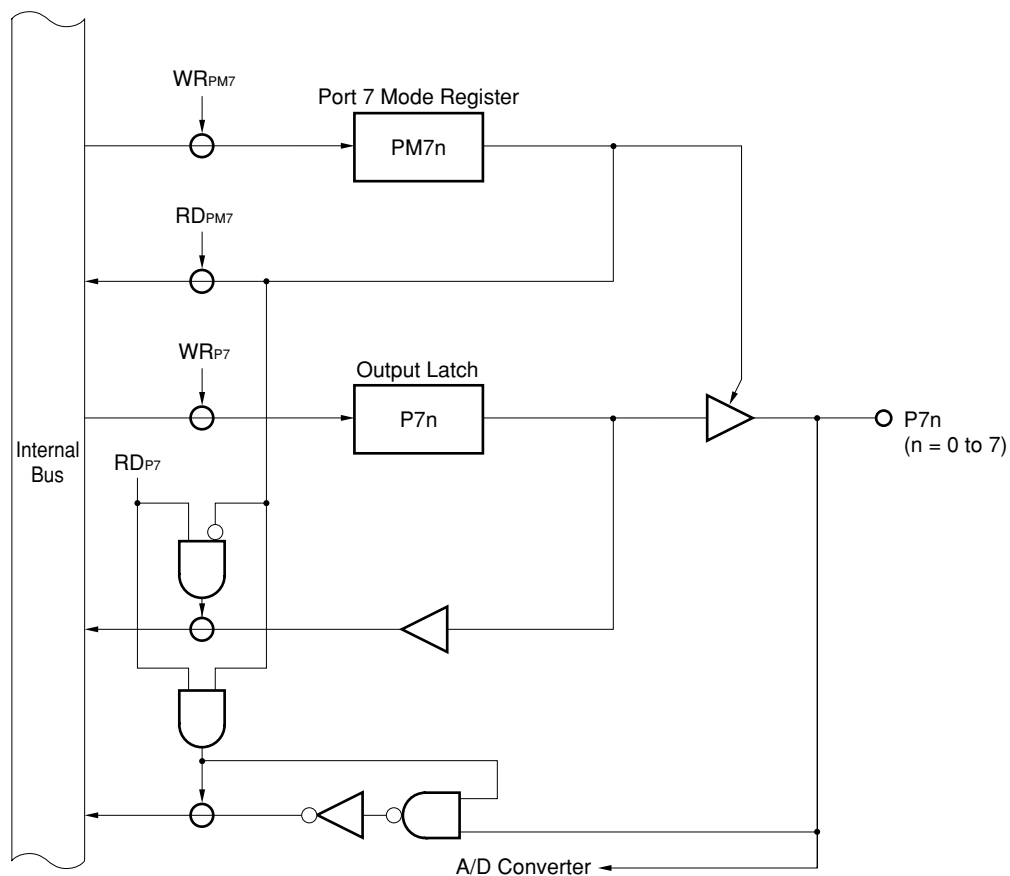 WRPM7
Port 7 Mode Register
PM7n
RDPM7
WRP7
Output Latch
P7n
P7n
(n = 0 to 7)
Internal
Bus
RDP7
A/D Converter